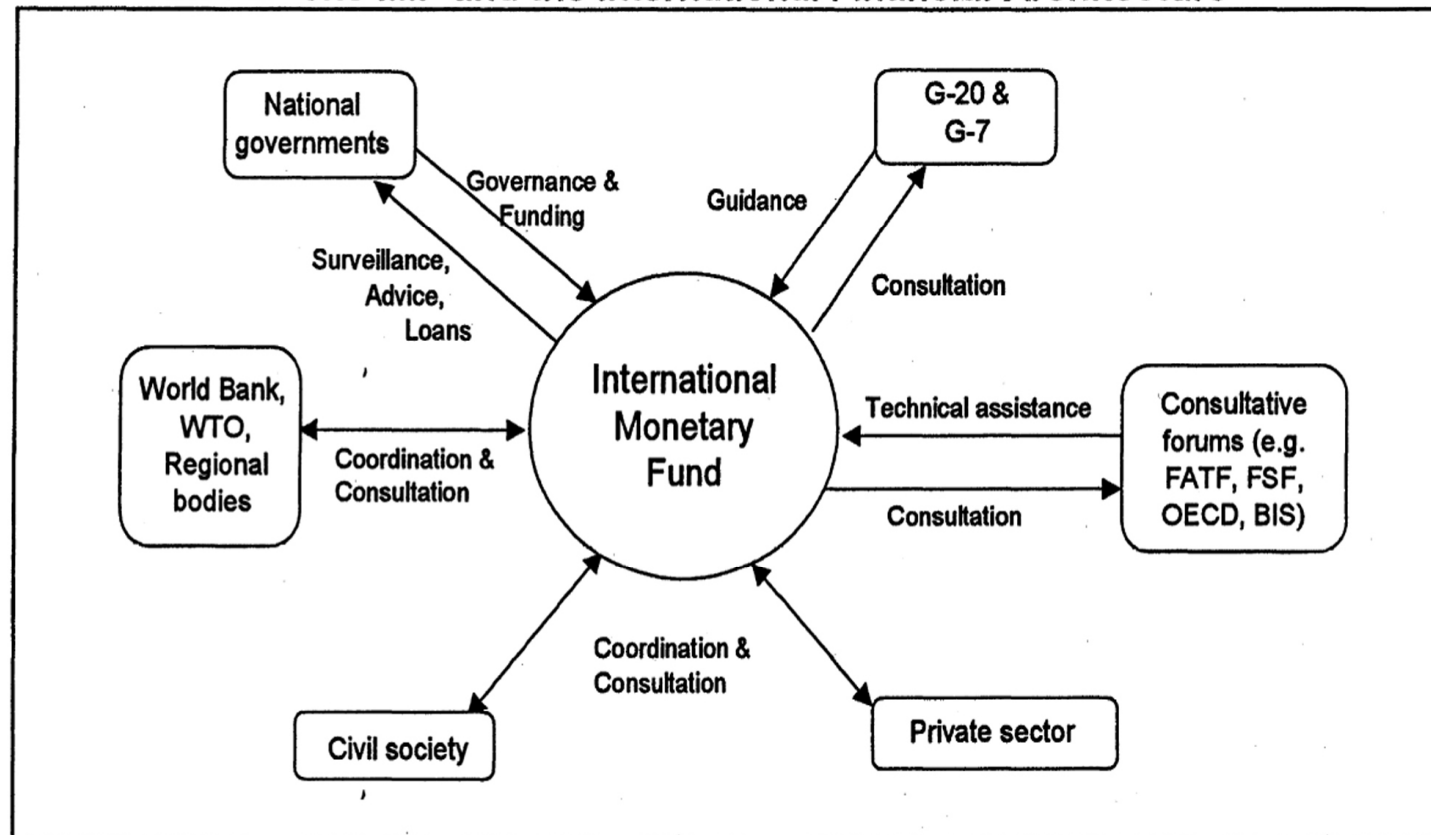 National
governments
G-20 &
G-7
Governance &
Funding
Guidance
Surveillance,
Advice,
Loans
Consultation
World Bank,
WTO,
Regional
bodies
International
Monetary
Fund
Technical assistance
Consultative
forums (e.g.
FATF, FSF,
OECD, BIS)
Coordination &
Consultation
Consultation
Coordination &
Consultation
Civil society
Private sector